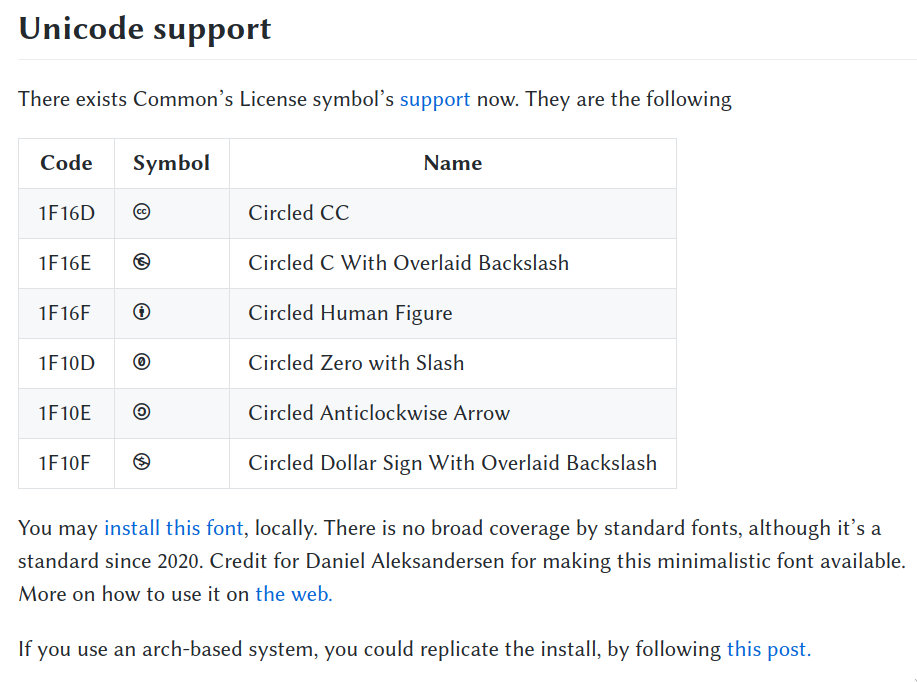 Unicode support
There exists Common’s License symbol’s support now. They are the following
Code Symbol Name
1F16D 🅭 Circled CC
1F16E 🅮 Circled C With Overlaid Backslash
1F16F 🅯 Circled Human Figure
1F10D 🄍 Circled Zero with Slash
1F10E 🄎 Circled Anticlockwise Arrow
1F10F 🄏 Circled Dollar Sign With Overlaid Backslash
You may install this font, locally. There is no broad coverage by standard fonts, although it’s a
standard since 2020. Credit for Daniel Aleksandersen for making this minimalistic font available.
More on how to use it on the web.
If you use an arch-based system, you could replicate the install, by following this post.